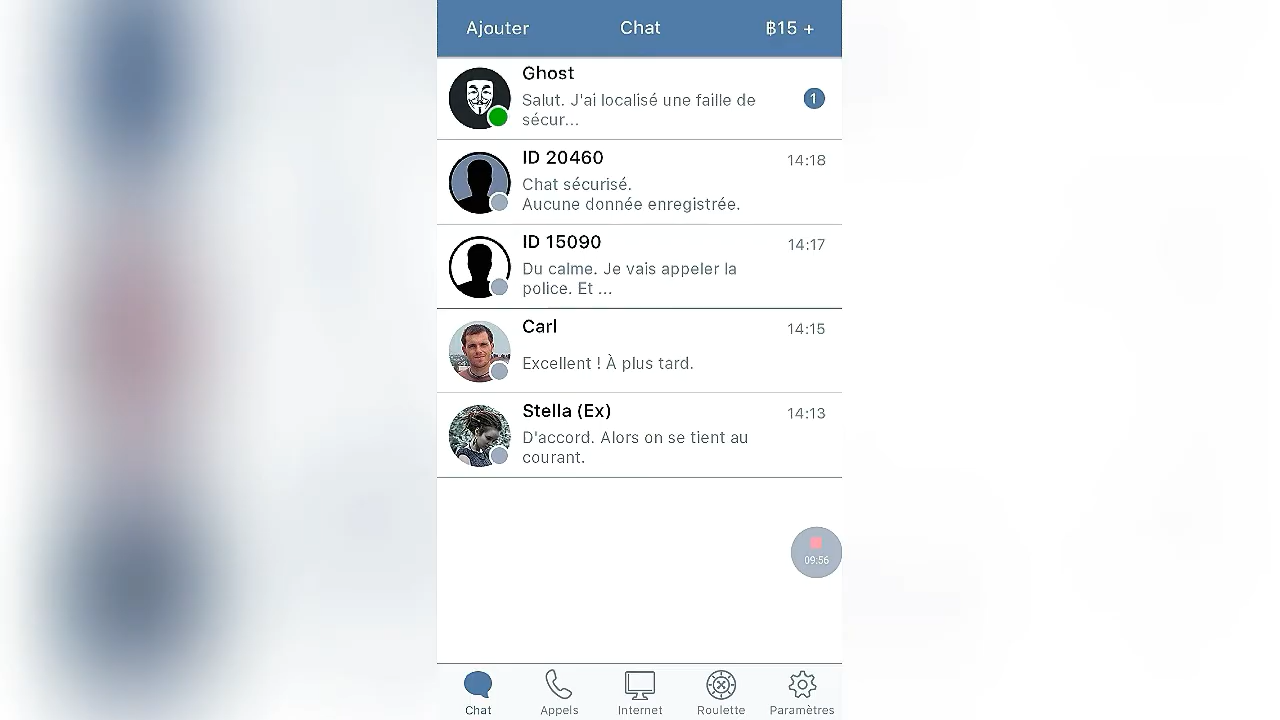 Ajouter
Chat
฿15 +
Ghost
Salut. J'ai localisé une faille de
sécur...
1
ID 20460
14:18
Chat sécurisé.
Aucune donnée enregistrée.
ID 15090
14:17
Du calme. Je vais appeler la
police. Et ...
Carl
14:15
Excellent ! À plus tard.
Stella (Ex)
14:13
D'accord. Alors on se tient au
courant.
09:56
Chat
Appels
Internet
Roulette
Paramètres